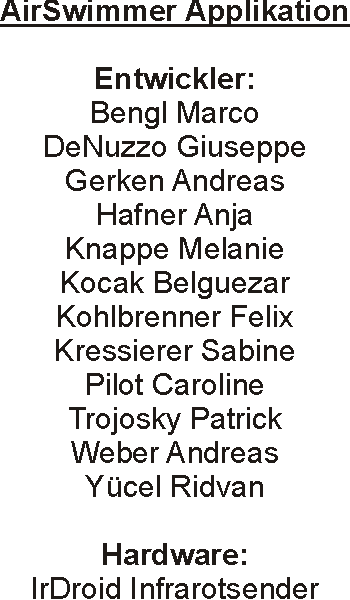 AirSwimmer Applikation
Entwickler:
Bengl Marco
DeNuzzo Giuseppe
Gerken Andreas
Hafner Anja
Knappe Melanie
Kocak Belguezar
Kohlbrenner Felix
Kressierer Sabine
Pilot Caroline
Trojosky Patrick
Weber Andreas
Yücel Ridvan
Hardware:
IrDroid Infrarotsender